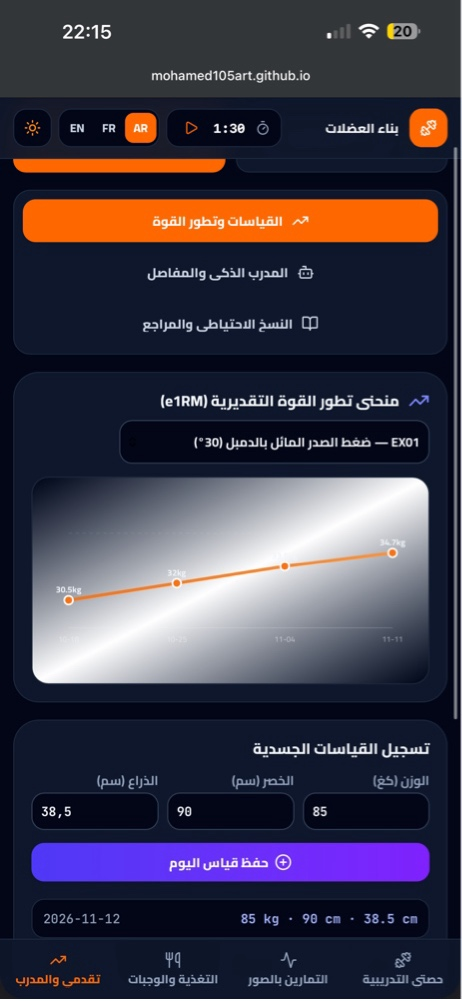 22:15
20
mohamed105art.github.io
بناء العضلات
1:30
EN FR AR
القياسات وتطور القوة
المدرب الذكي والمفاصل
النسخ الاحتياطي والمراجع
منحنى تطور القوة التقديرية (e1RM)
EX01 — ضغط الصدر المائل بالدمبل (30°)
34.7kg
33kg
30.5kg
11-04
11-11
تسجيل القياسات الجسدية
الوزن (كغ)
الخصر (سم)
الذراع (سم)
85
90
38,5
حفظ قياس اليوم
85 kg · 90 cm · 38.5 cm
2026-11-12
حصتي التدريبية
التمارين بالصور
التغذية والوجبات
تقدمي والمدرب